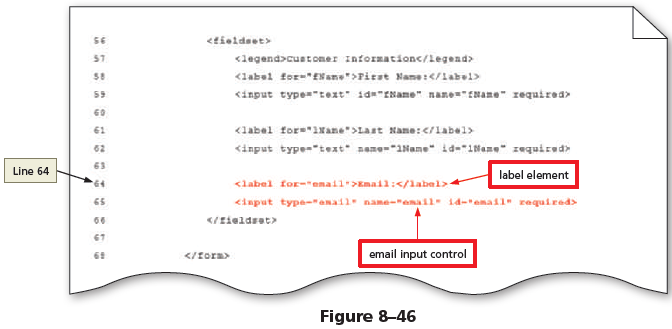 56 <fieldset>
57 <legend>Customer Information</legend>
58 <label for="fName">First Name:</label>
59 <input type="text" id="fName" name="fName" required>
60
61 <label for="lName">Last Name:</label>
62 <input type="text" name="lName" id="lName" required>
63
Line 64
64 <label for="email">Email:</label>
label element
65 <input type="email" name="email" id="email" required>
66 </fieldset>
67
email input control
68 </form>
Figure 8–46